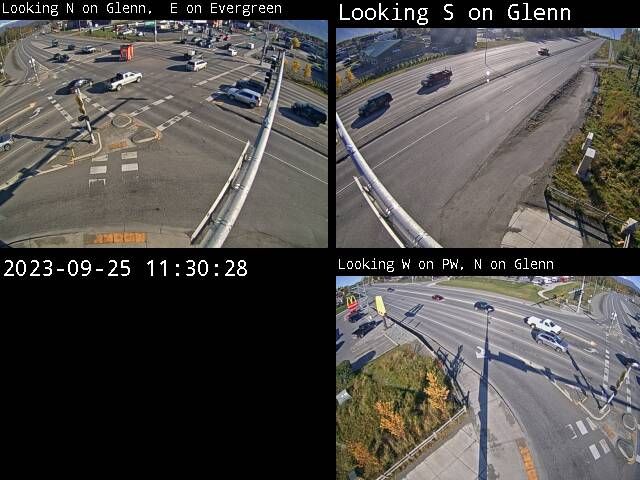 Looking N on Glenn, E on Evergreen
Looking S on Glenn
2023-09-25 11:30:28
Looking W on PW, N on Glenn